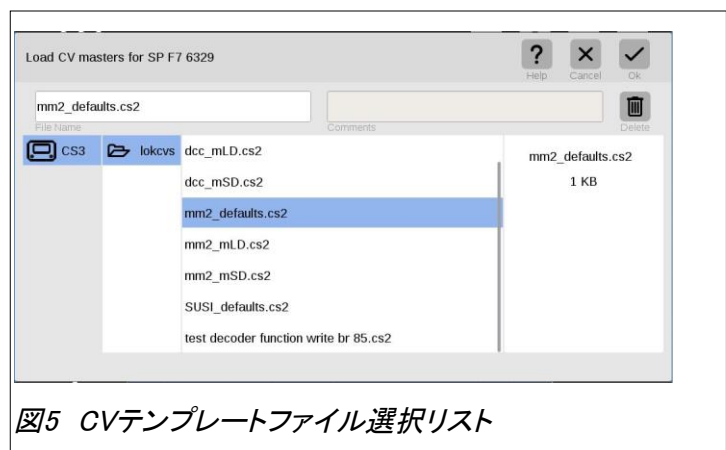 Load CV masters for SP F7 6329
?
Help
Cancel
Ok
mm2_defaults.cs2
File Name
Comments
Delete
CS3
lokcvs
dcc_mLD.cs2
dcc_mSD.cs2
mm2_defaults.cs2
mm2_mLD.cs2
mm2_mSD.cs2
SUSI_defaults.cs2
test decoder function write br 85.cs2
mm2_defaults.cs2
1 KB
図5 CVテンプレートファイル選択リスト